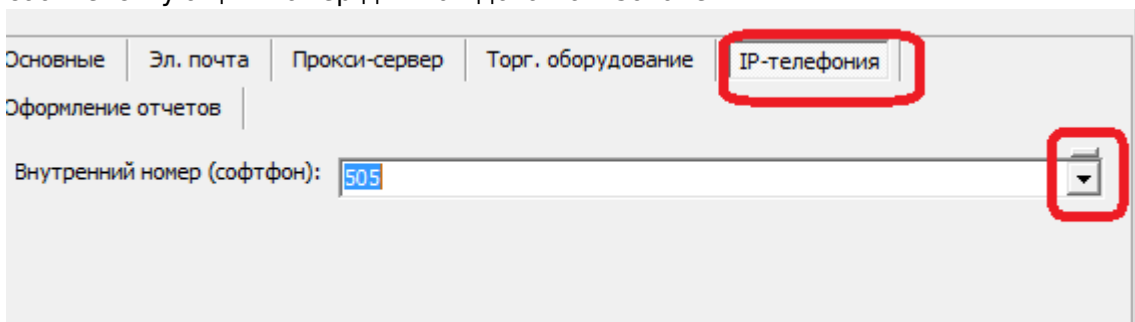 Основные Эл. почта Прокси-сервер Торг. оборудование IP-телефония
Оформление отчетов
Внутренний номер (софтфон): 505